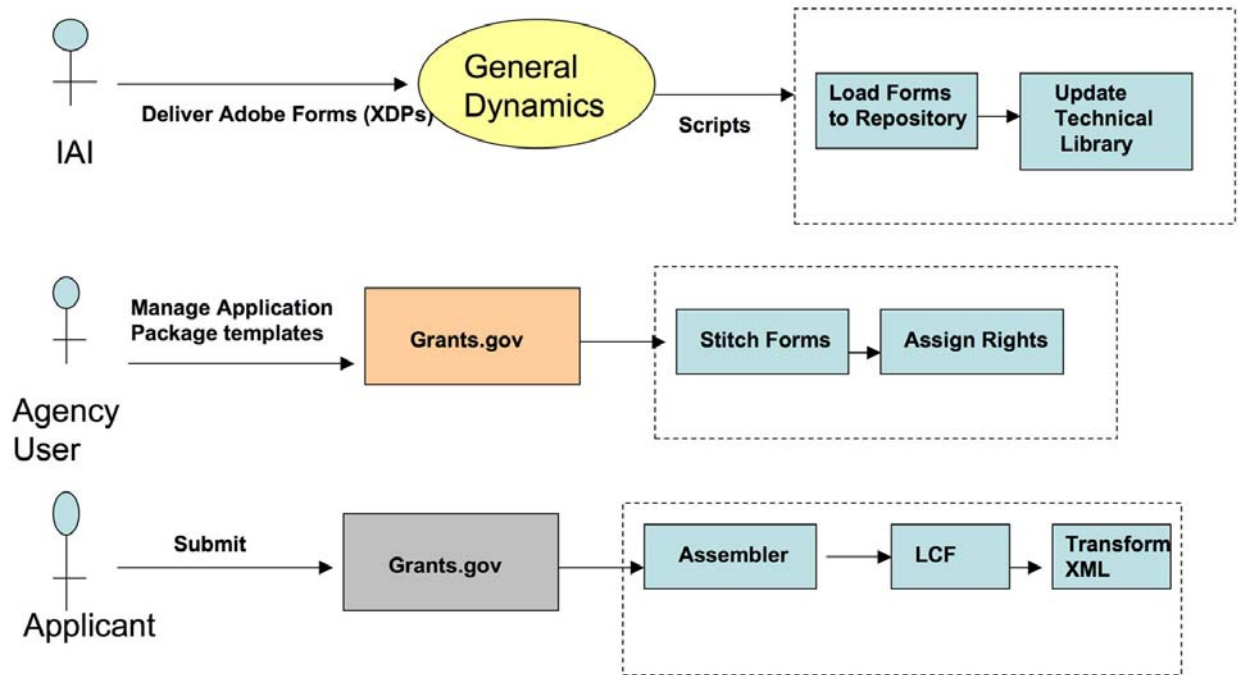 General
Dynamics
Deliver Adobe Forms (XDPs)
IAI
Scripts
Load Forms
to Repository
Update
Technical
Library
Manage Application
Package templates
Grants.gov
Stitch Forms
Assign Rights
Agency
User
Submit
Grants.gov
Assembler
LCF
Transform
XML
Applicant